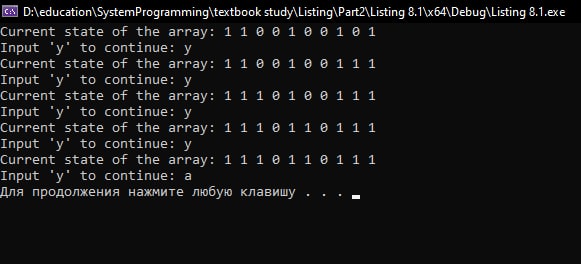 D:\education\SystemProgramming\textbook study\Listing\Part2\Listing 8.1\x64\Debug\Listing 8.1.exe
Current state of the array: 1 1 0 0 1 0 0 1 0 1
Input 'y' to continue: y
Current state of the array: 1 1 0 0 1 0 0 1 1 1
Input 'y' to continue: y
Current state of the array: 1 1 1 0 1 0 0 1 1 1
Input 'y' to continue: y
Current state of the array: 1 1 1 0 1 1 0 1 1 1
Input 'y' to continue: y
Current state of the array: 1 1 1 1 0 1 1 0 1 1 1
Input 'y' to continue: a
Для продолжения нажмите любую клавишу . . .